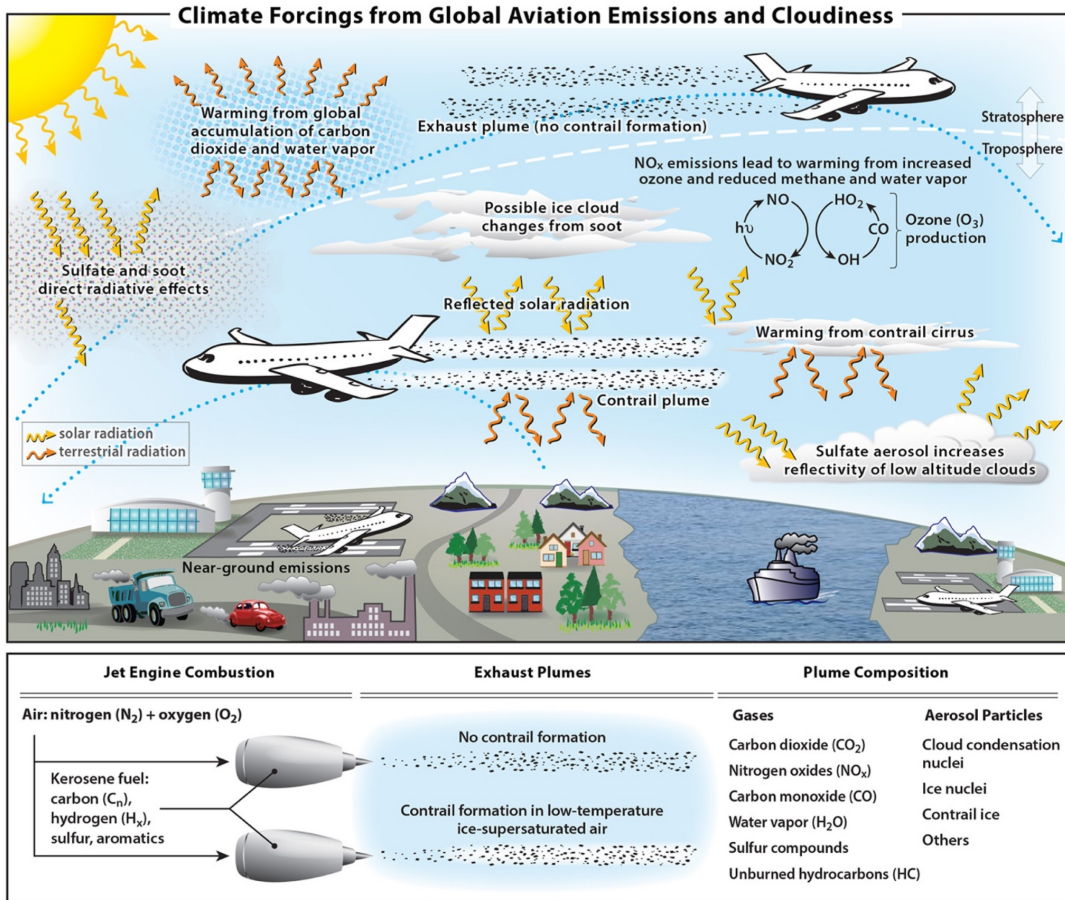 Climate Forcings from Global Aviation Emissions and Cloudiness
Warming from global
accumulation of carbon
dioxide and water vapor
Exhaust plume (no contrail formation)
Stratosphere
Troposphere
NOₓ emissions lead to warming from increased
ozone and reduced methane and water vapor
NO
HO₂
hυ
CO
NO₂
OH
Ozone (O₃)
production
Possible ice cloud
changes from soot
Sulfate and soot
direct radiative effects
Reflected solar radiation
Warming from contrail cirrus
Contrail plume
solar radiation
terrestrial radiation
Sulfate aerosol increases
reflectivity of low altitude clouds
Near-ground emissions
Jet Engine Combustion
Air: nitrogen (N₂) + oxygen (O₂)
Kerosene fuel:
carbon (Cₙ),
hydrogen (Hₓ),
sulfur, aromatics
Exhaust Plumes
No contrail formation
Contrail formation in low-temperature
ice-supersaturated air
Plume Composition
Gases
Carbon dioxide (CO₂)
Nitrogen oxides (NOₓ)
Carbon monoxide (CO)
Water vapor (H₂O)
Sulfur compounds
Unburned hydrocarbons (HC)
Aerosol Particles
Cloud condensation
nuclei
Ice nuclei
Contrail ice
Others